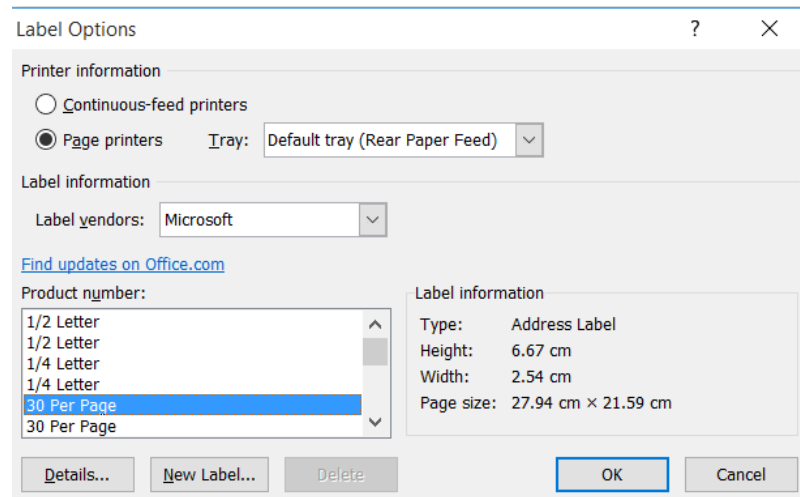 Label Options ?
Printer information
Continuous-feed printers
Page printers Tray: Default tray (Rear Paper Feed)
Label information
Label vendors: Microsoft
Find updates on Office.com
Product number:
1/2 Letter
1/2 Letter
1/4 Letter
1/4 Letter
30 Per Page
30 Per Page
Label information
Type: Address Label
Height: 6.67 cm
Width: 2.54 cm
Page size: 27.94 cm × 21.59 cm
Details... New Label... Delete OK Cancel